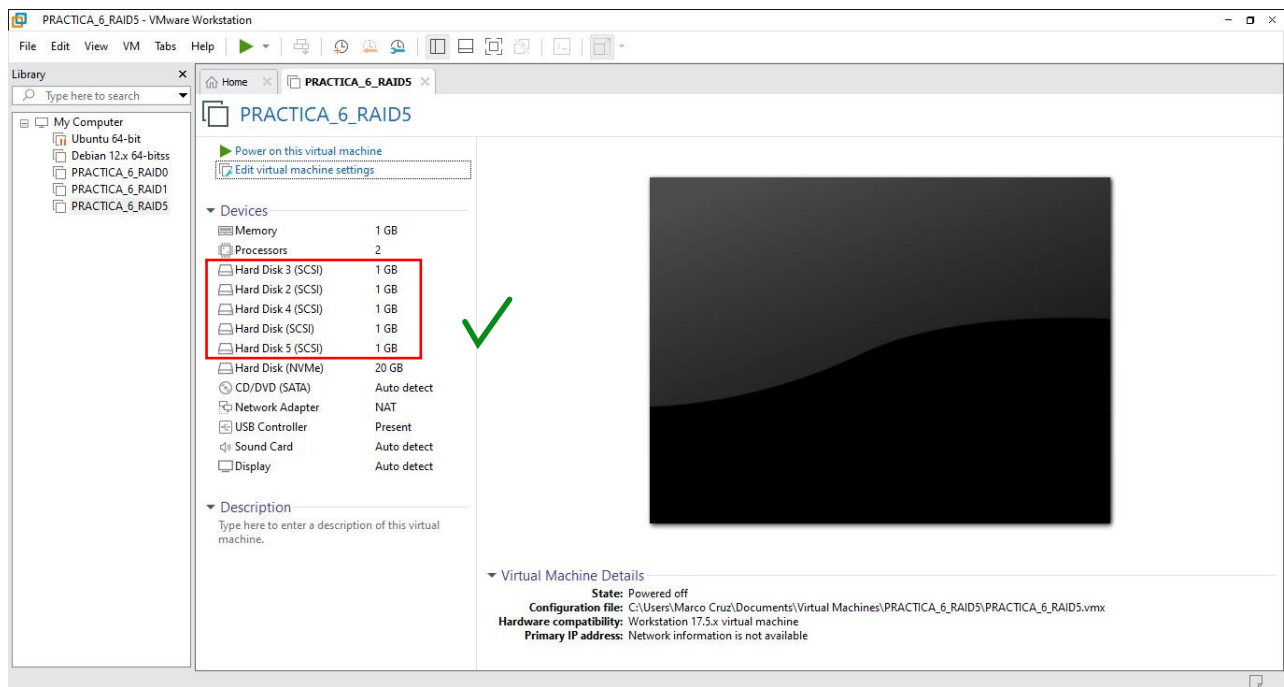 PRACTICA_6_RAID5 - VMware Workstation
File Edit View VM Tabs Help
Library
Type here to search
My Computer
Ubuntu 64-bit
Debian 12.x 64-bitss
PRACTICA_6_RAID0
PRACTICA_6_RAID1
PRACTICA_6_RAID5
Home
PRACTICA_6_RAID5
PRACTICA_6_RAID5
Power on this virtual machine
Edit virtual machine settings
Devices
Memory 1 GB
Processors 2
Hard Disk 3 (SCSI) 1 GB
Hard Disk 2 (SCSI) 1 GB
Hard Disk 4 (SCSI) 1 GB
Hard Disk (SCSI) 1 GB
Hard Disk 5 (SCSI) 1 GB
Hard Disk (NVMe) 20 GB
CD/DVD (SATA) Auto detect
Network Adapter NAT
USB Controller Present
Sound Card Auto detect
Display Auto detect
Description
Type here to enter a description of this virtual
machine.
Virtual Machine Details
State: Powered off
Configuration file: C:\Users\Marco Cruz\Documents\Virtual Machines\PRACTICA_6_RAID5\PRACTICA_6_RAID5.vmx
Hardware compatibility: Workstation 17.5.x virtual machine
Primary IP address: Network information is not available